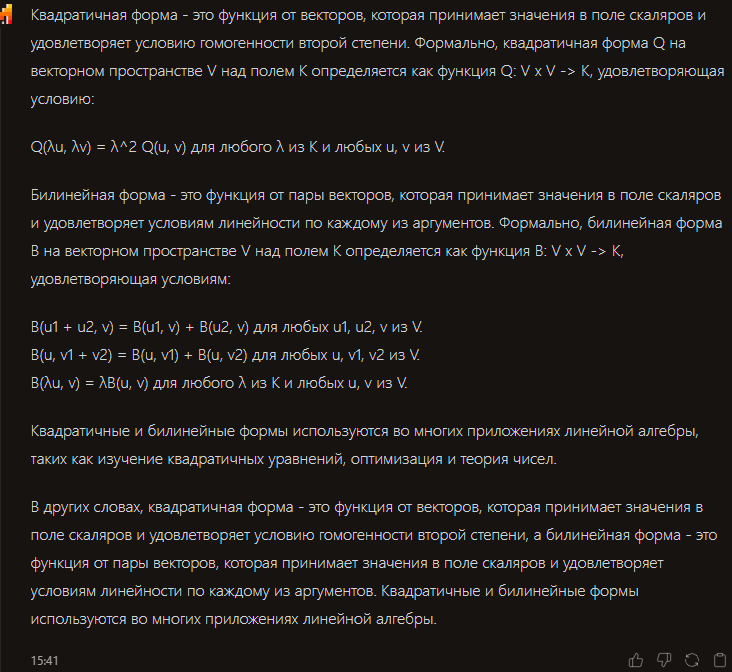 Квадратичная форма - это функция от векторов, которая принимает значения в поле скаляров и
удовлетворяет условию гомогенности второй степени. Формально, квадратичная форма Q на
векторном пространстве V над полем K определяется как функция Q: V x V -> K, удовлетворяющая
условию:
Q(λu, λv) = λ^2 Q(u, v) для любого λ из K и любых u, v из V.
Билинейная форма - это функция от пары векторов, которая принимает значения в поле скаляров
и удовлетворяет условиям линейности по каждому из аргументов. Формально, билинейная форма
B на векторном пространстве V над полем K определяется как функция B: V x V -> K,
удовлетворяющая условиям:
B(u1 + u2, v) = B(u1, v) + B(u2, v) для любых u1, u2, v из V.
B(u, v1 + v2) = B(u, v1) + B(u, v2) для любых u, v1, v2 из V.
B(λu, v) = λB(u, v) для любого λ из K и любых u, v из V.
Квадратичные и билинейные формы используются во многих приложениях линейной алгебры,
таких как изучение квадратичных уравнений, оптимизация и теория чисел.
В других словах, квадратичная форма - это функция от векторов, которая принимает значения в
поле скаляров и удовлетворяет условию гомогенности второй степени, а билинейная форма - это
функция от пары векторов, которая принимает значения в поле скаляров и удовлетворяет
условиям линейности по каждому из аргументов. Квадратичные и билинейные формы
используются во многих приложениях линейной алгебры.
15:41